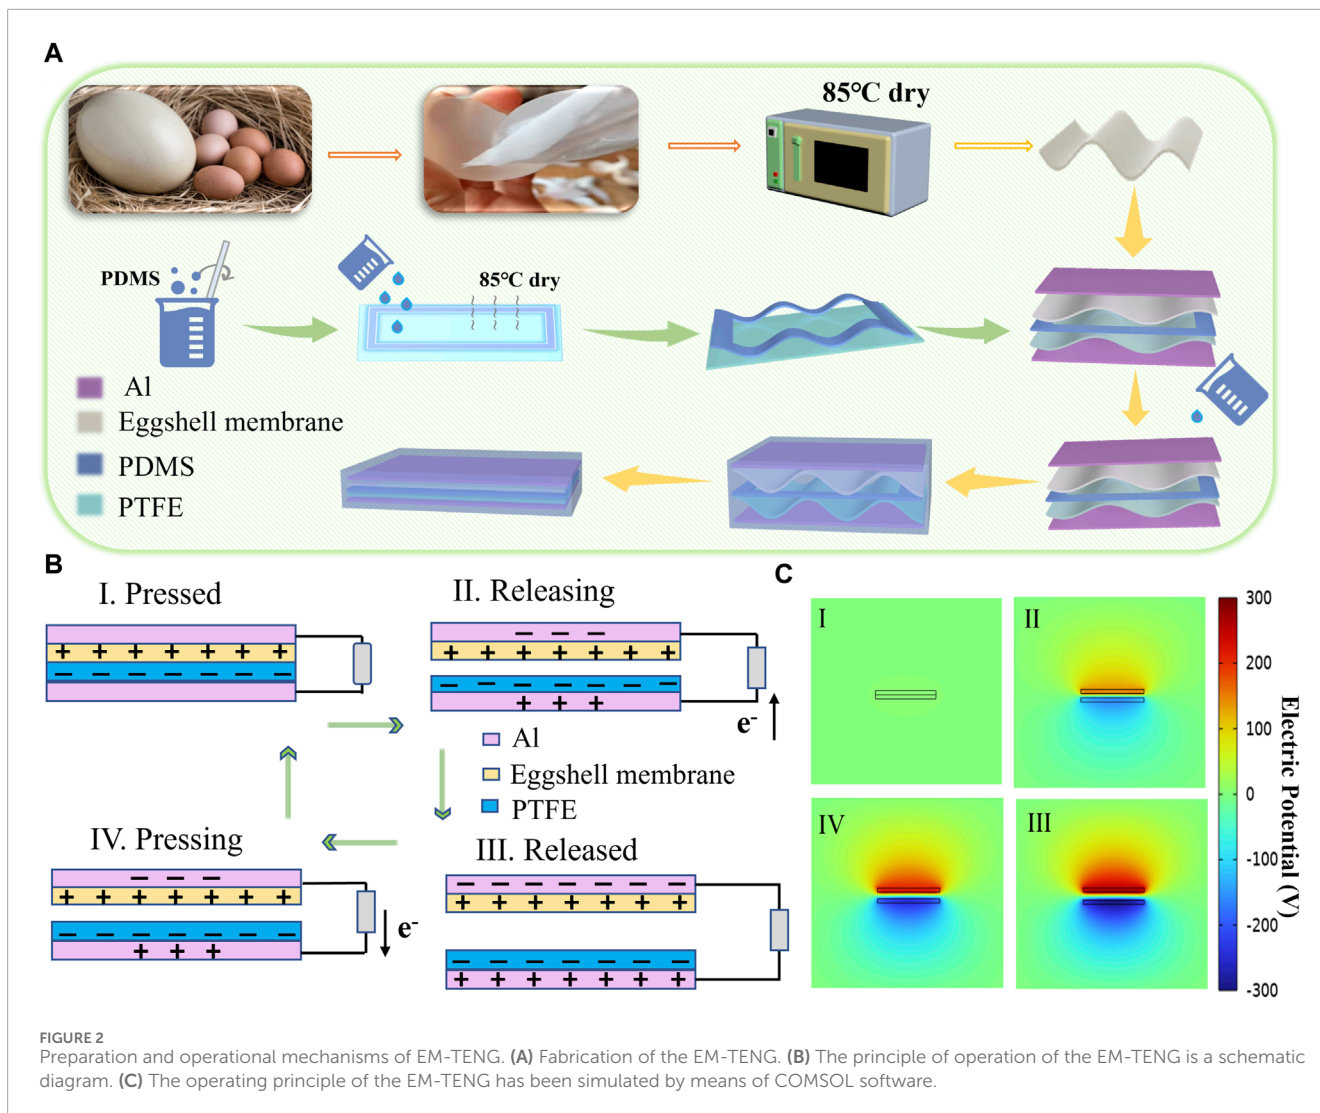 A
85℃ dry
PDMS
85℃ dry
Al
Eggshell membrane
PDMS
PTFE
B
I. Pressed
+ + + + + + +
− − − − − − −
II. Releasing
− − −
+ + + + + + +
− − − − − − −
+ + +
e-
Al
Eggshell membrane
PTFE
IV. Pressing
− − −
+ + + + + + +
− − − − − − −
+ + +
e-
III. Released
− − − − − − −
+ + + + + + +
− − − − − − −
+ + + + + + +
C
I
II
IV
III
300
200
100
0
-100
-200
-300
Electric Potential (V)
FIGURE 2
Preparation and operational mechanisms of EM-TENG. (A) Fabrication of the EM-TENG. (B) The principle of operation of the EM-TENG is a schematic
diagram. (C) The operating principle of the EM-TENG has been simulated by means of COMSOL software.